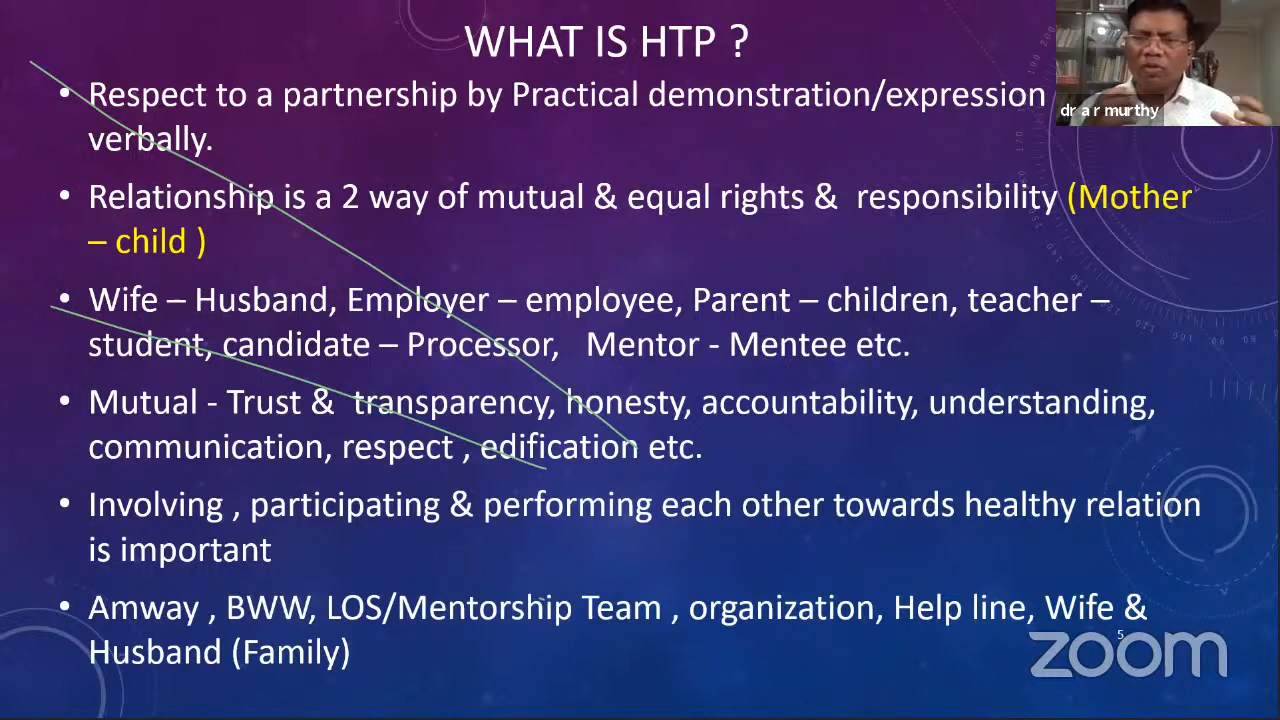 WHAT IS HTP ?
dr a r murthy
• Respect to a partnership by Practical demonstration/expression
verbally.
• Relationship is a 2 way of mutual & equal rights &  responsibility (Mother
– child )
• Wife – Husband, Employer – employee, Parent – children, teacher –
student, candidate – Processor,   Mentor - Mentee etc.
• Mutual - Trust &  transparency, honesty, accountability, understanding,
communication, respect , edification etc.
• Involving , participating & performing each other towards healthy relation
is important
• Amway , BWW, LOS/Mentorship Team , organization, Help line, Wife &
Husband (Family)
5
zoom